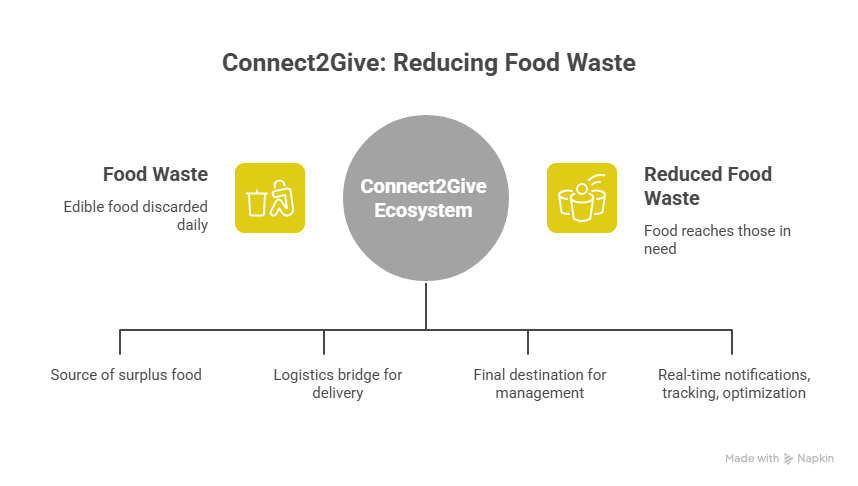 Connect2Give: Reducing Food Waste
Food Waste
Edible food discarded
daily
Connect2Give
Ecosystem
Reduced Food
Waste
Food reaches those in
need
Source of surplus food
Logistics bridge for
delivery
Final destination for
management
Real-time notifications,
tracking, optimization
Made with Napkin